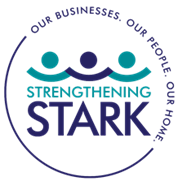 OUR BUSINESSES. OUR PEOPLE. OUR HOME.
STRENGTHENING
STARK